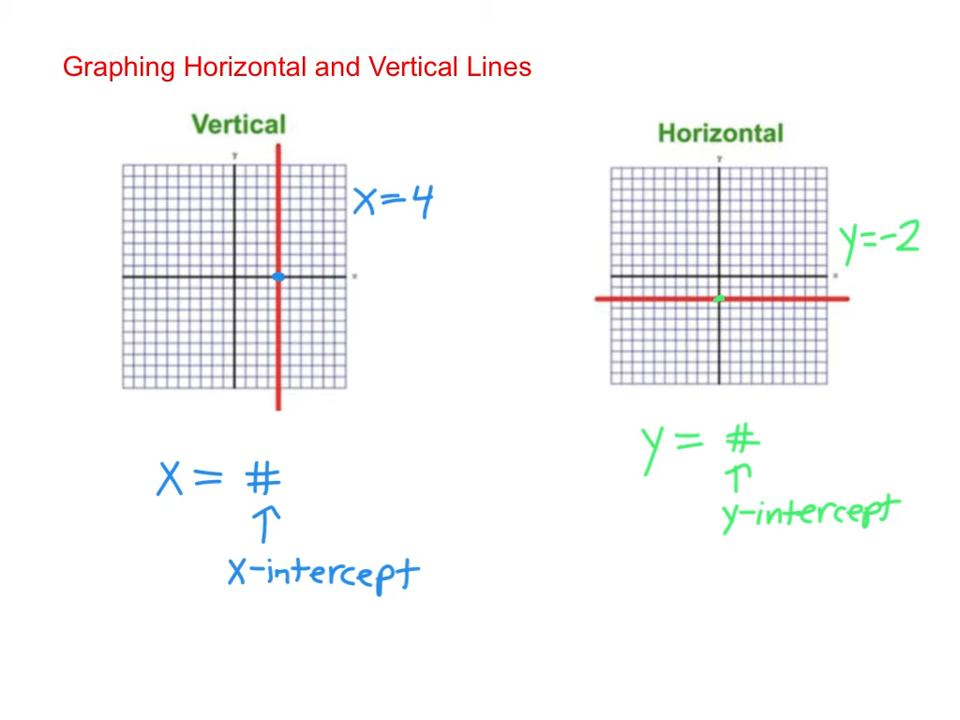 Graphing Horizontal and Vertical Lines
Vertical
Y
x
x=4
x = #
↑
x-intercept
Horizontal
Y
x
y=-2
y = #
↑
y-intercept